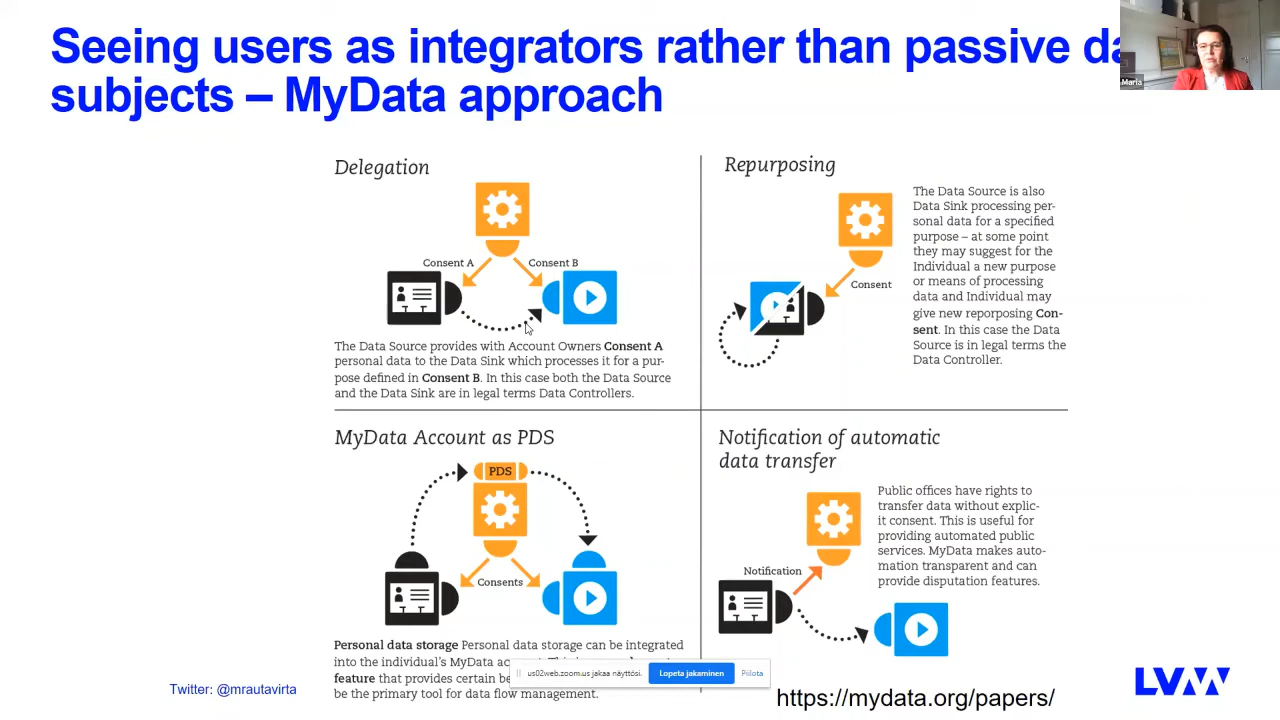 Seeing users as integrators rather than passive
subjects – MyData approach
Maria
Delegation
Consent A
Consent B
The Data Source provides with Account Owners Consent A
personal data to the Data Sink which processes it for a pur-
pose defined in Consent B. In this case both the Data Source
and the Data Sink are in legal terms Data Controllers.
Repurposing
Consent
The Data Source is also
Data Sink processing per-
sonal data for a specified
purpose – at some point
they may suggest for the
Individual a new purpose
or means of processing
data and Individual may
give new repurposing Con-
sent. In this case the Data
Source is in legal terms the
Data Controller.
MyData Account as PDS
PDS
Consents
Personal data storage Personal data storage can be integrated
into the individual's MyData
feature that provides certain
be the primary tool for data flow management.
Notification of automatic
data transfer
Notification
Public offices have rights to
transfer data without explic-
it consent. This is useful for
providing automated public
services. MyData makes auto-
mation transparent and can
provide disputation features.
us02web.zoom.us jakaa näyttösi.
Lopeta jakaminen
Piilota
Twitter: @mrautavirta
https://mydata.org/papers/
LVM